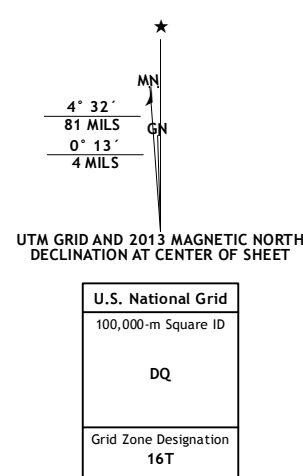 ★
MN
4° 32´
81 MILS
GN
0° 13´
4 MILS
UTM GRID AND 2013 MAGNETIC NORTH
DECLINATION AT CENTER OF SHEET
U.S. National Grid
100,000-m Square ID
DQ
Grid Zone Designation
16T